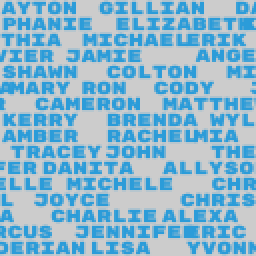 AYTON GILLIAN DA
PHANIE ELIZABETH
THIA MICHAEL ERIK
VIER JAMIE ANGE
SHAWN COLTON MI
MARY RON CODY J
R CAMERON MATTHE
KERRY BRENDA WYL
AMBER RACHEL MIA
TRACEY JOHN THE
FER DANITA ALLYSO
ELLE MICHELE CHR
L JOYCE CHRIS
A CHARLIE ALEXA
RCUS JENNIFER ERIC
DERIAN LISA YVONN